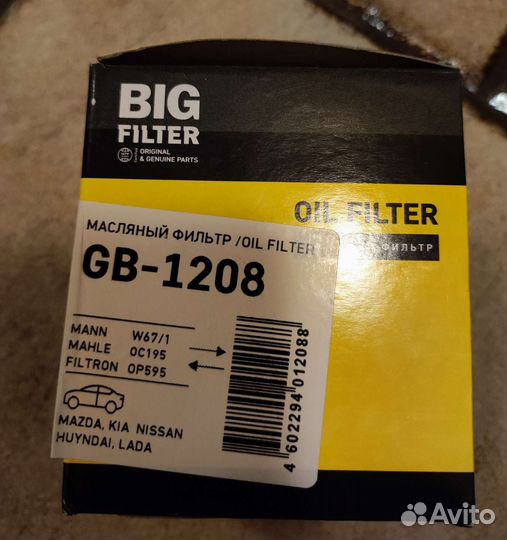 BIG
FILTER
Certified
ORIGINAL
& GENUINE PARTS
OIL FILTER
ФИЛЬТР
МАСЛЯНЫЙ ФИЛЬТР /OIL FILTER
GB-1208
MANN W67/1
MAHLE OC195
FILTRON OP595
MAZDA, KIA NISSAN
HUYNDAI, LADA
4 602294 012088
Avito